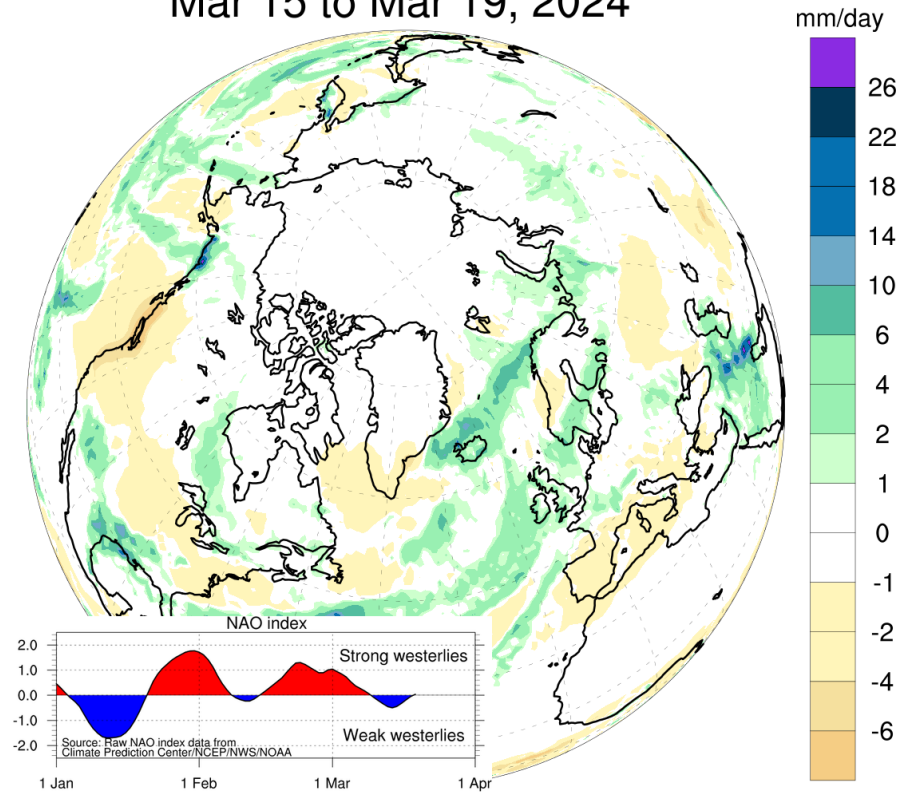 Mar 15 to Mar 19, 2024
mm/day
26
22
18
14
10
6
4
2
1
0
-1
-2
-4
-6
NAO index
2.0
1.0
0.0
-1.0
-2.0
Strong westerlies
Weak westerlies
Source: Raw NAO index data from
Climate Prediction Center/NCEP/NWS/NOAA
1 Jan
1 Feb
1 Mar
1 Apr